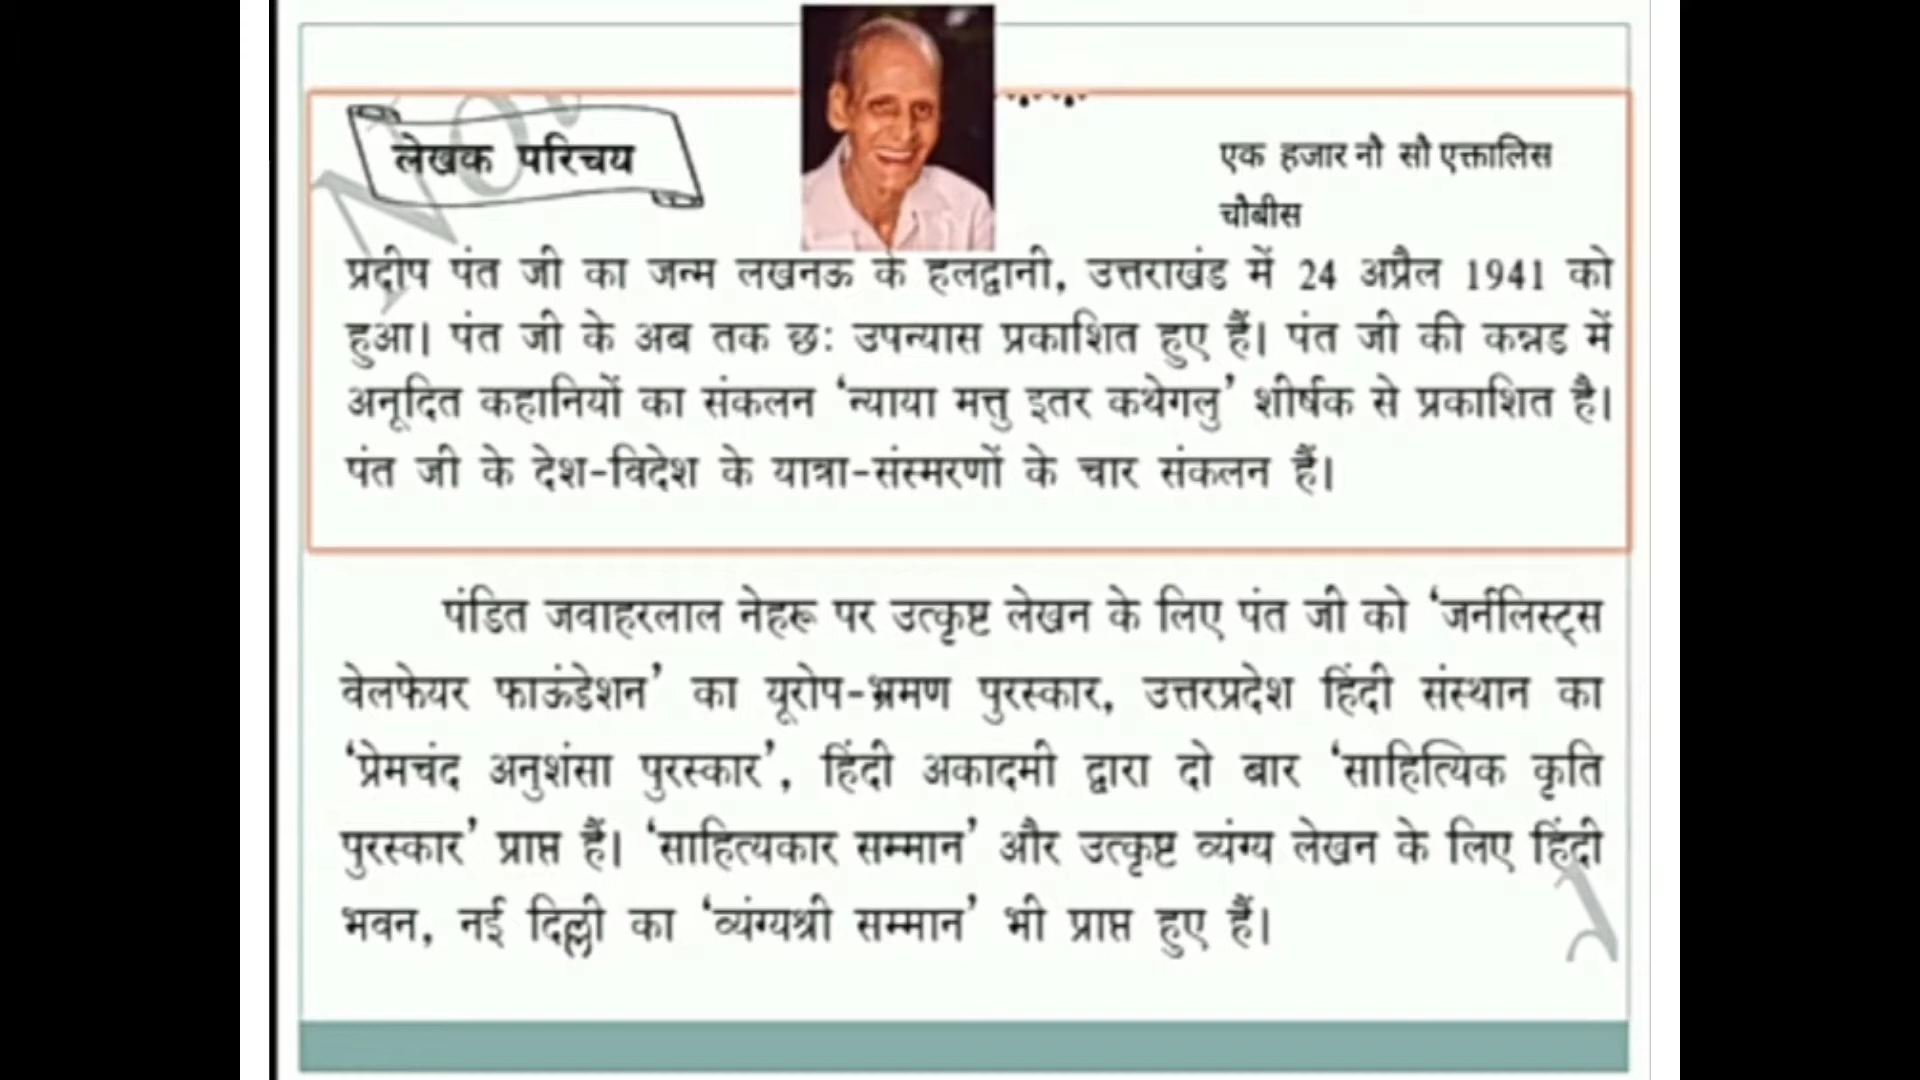 लेखक परिचय
एक हजार नौ सौ एक्तालिस
चौबीस
प्रदीप पंत जी का जन्म लखनऊ के हलद्वानी, उत्तराखंड में 24 अप्रैल 1941 को
हुआ। पंत जी के अब तक छः उपन्यास प्रकाशित हुए हैं। पंत जी की कन्नड में
अनूदित कहानियों का संकलन ‘न्याया मत्तु इतर कथेगलु’ शीर्षक से प्रकाशित है।
पंत जी के देश-विदेश के यात्रा-संस्मरणों के चार संकलन हैं।
पंडित जवाहरलाल नेहरू पर उत्कृष्ट लेखन के लिए पंत जी को ‘जर्नलिस्ट्स
वेलफेयर फाऊंडेशन’ का यूरोप-भ्रमण पुरस्कार, उत्तरप्रदेश हिंदी संस्थान का
‘प्रेमचंद अनुशंसा पुरस्कार’, हिंदी अकादमी द्वारा दो बार ‘साहित्यिक कृति
पुरस्कार’ प्राप्त हैं। ‘साहित्यकार सम्मान’ और उत्कृष्ट व्यंग्य लेखन के लिए हिंदी
भवन, नई दिल्ली का ‘व्यंग्यश्री सम्मान’ भी प्राप्त हुए हैं।